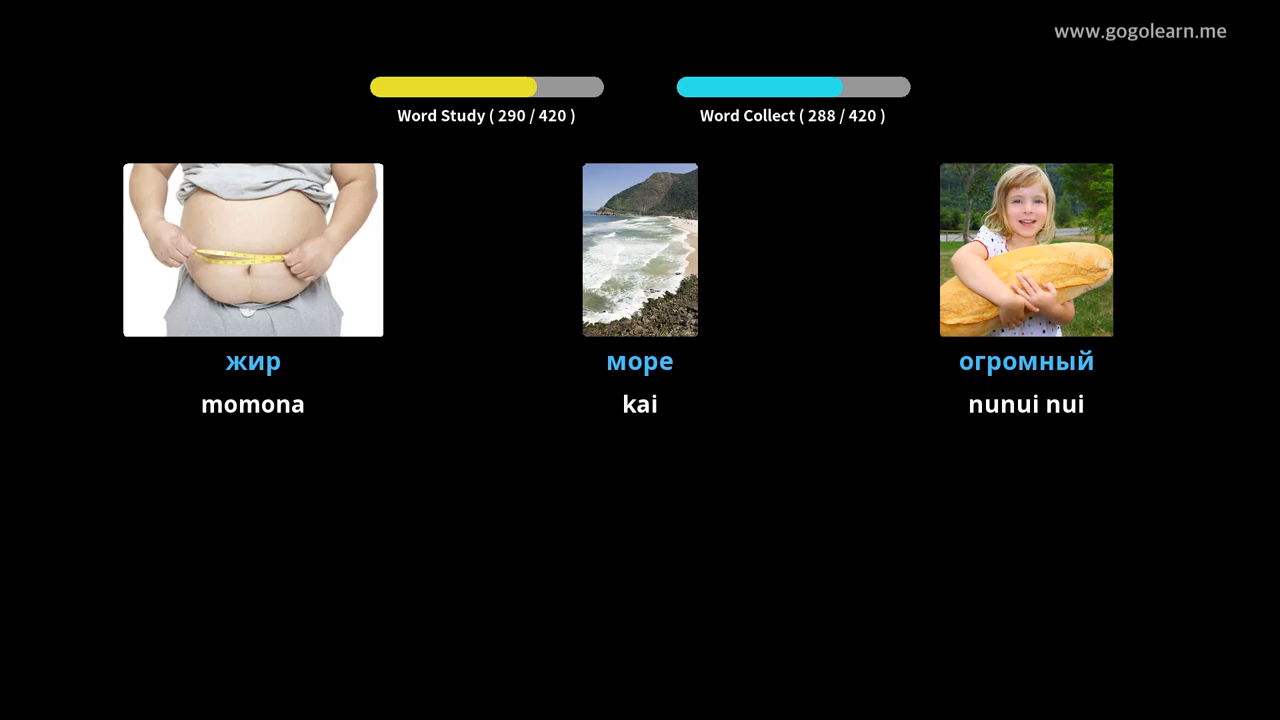 www.gogolearn.me
Word Study ( 290 / 420 )
Word Collect ( 288 / 420 )
жир
море
огромный
momona
kai
nunui nui